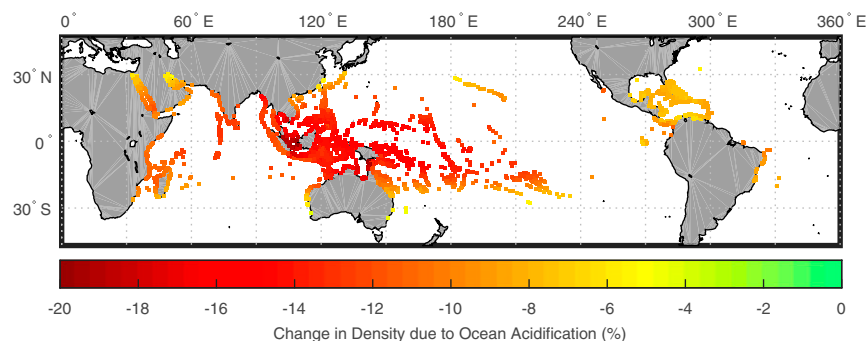 0° 60° E 120° E 180° E 240° E 300° E 360° E
30° N
0°
30° S
-20 -18 -16 -14 -12 -10 -8 -6 -4 -2 0
Change in Density due to Ocean Acidification (%)